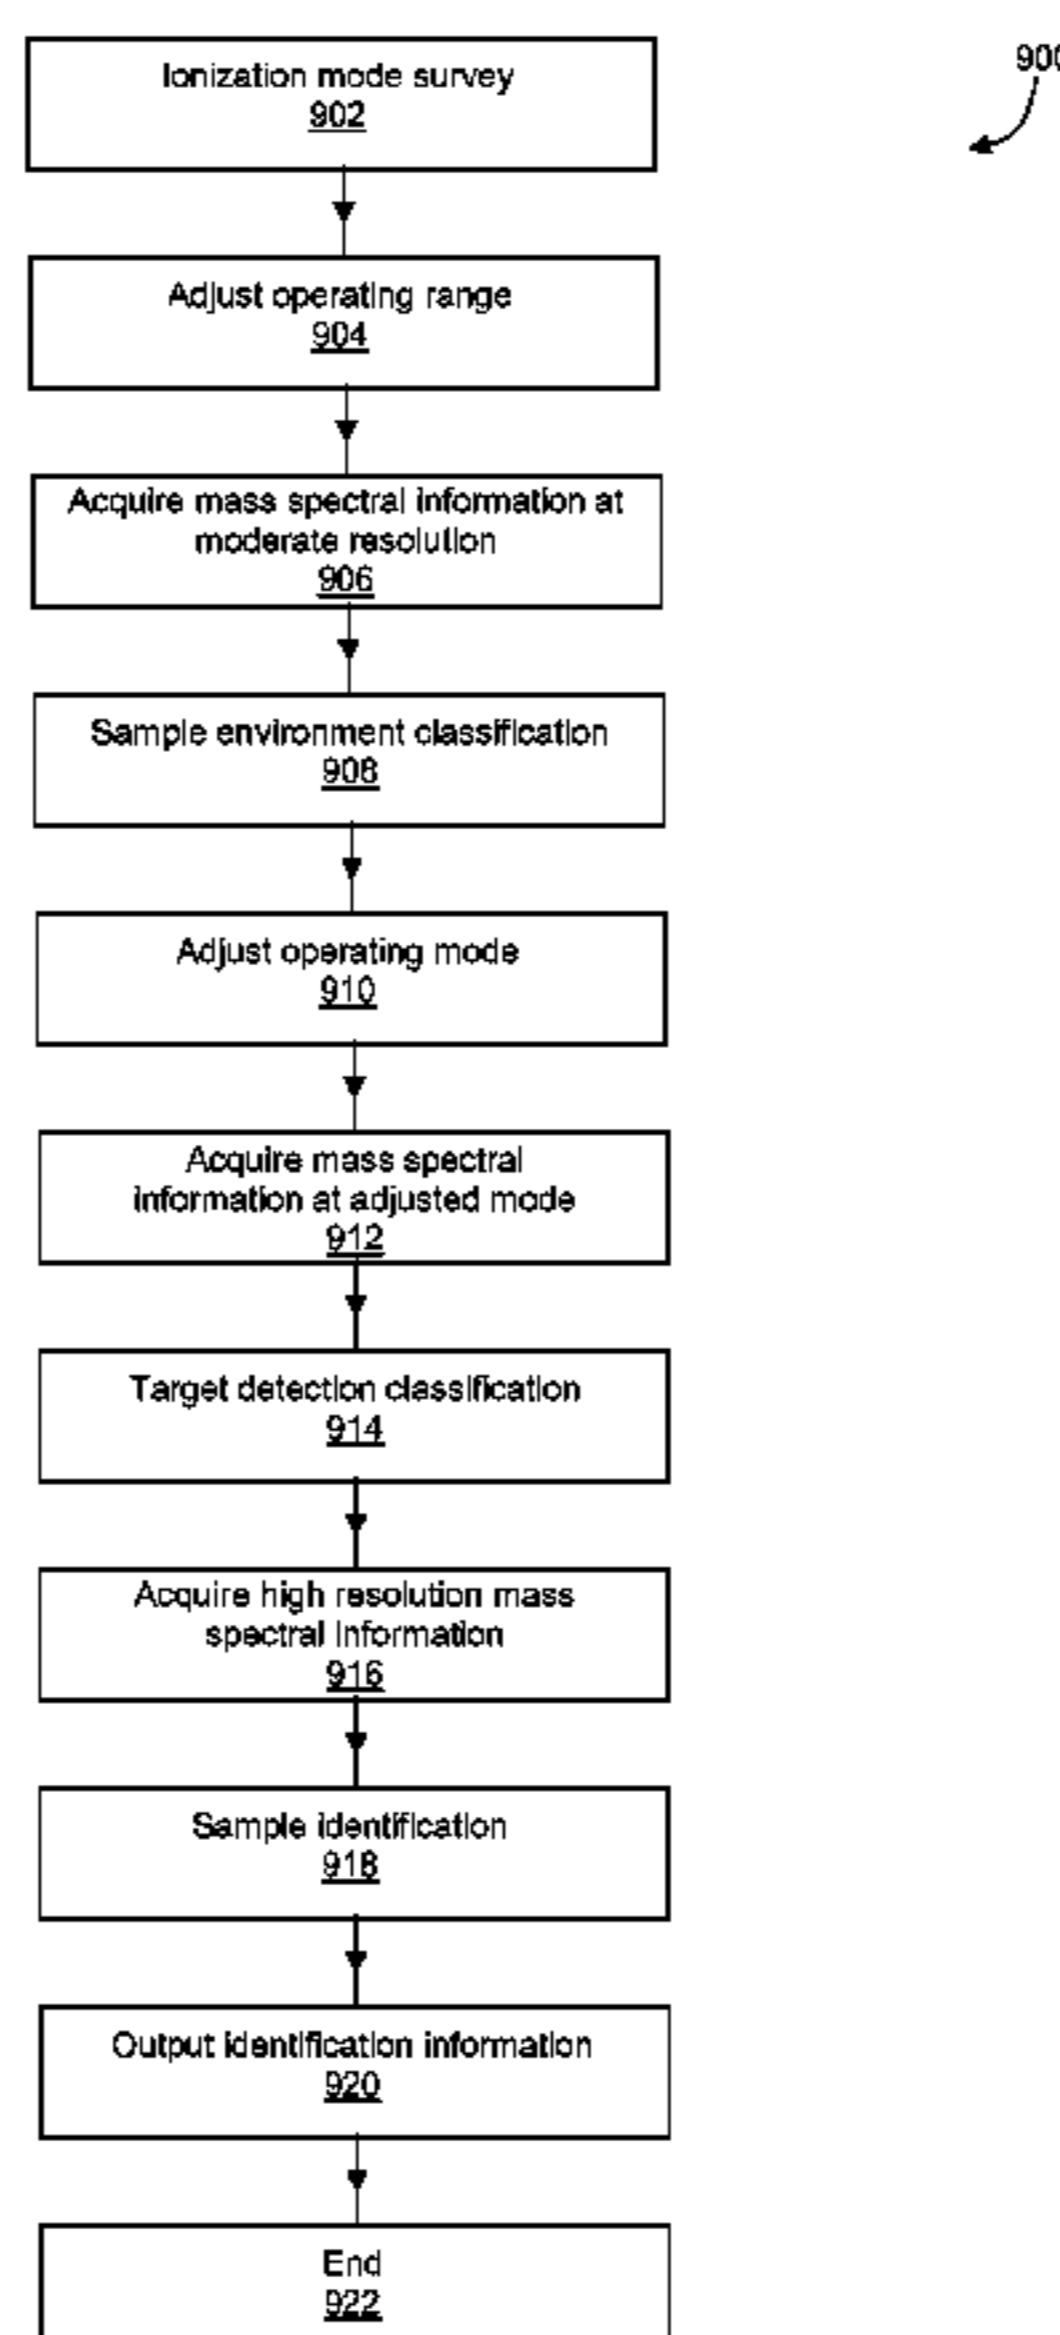 Ionization mode survey
902
900
Adjust operating range
904
Acquire mass spectral information at
moderate resolution
906
Sample environment classification
908
Adjust operating mode
910
Acquire mass spectral
information at adjusted mode
912
Target detection classification
914
Acquire high resolution mass
spectral information
916
Sample identification
918
Output identification information
920
End
922